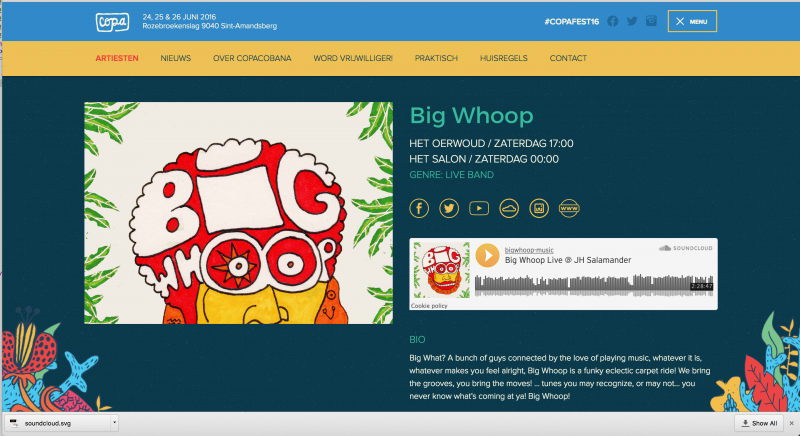 copa
24, 25 & 26 JUNI 2016
Rozebroekenslag 9040 Sint-Amandsberg
#COPAFEST16
MENU
ARTIESTEN NIEUWS OVER COPACOBANA WORD VRIJWILLIGER! PRAKTISCH HUISREGELS CONTACT
BIG
WHOOP
Big Whoop
HET OERWOUD / ZATERDAG 17:00
HET SALON / ZATERDAG 00:00
GENRE: LIVE BAND
WWW
BIG
WHOOP
bigwhoop-music
SOUNDCLOUD
Big Whoop Live @ JH Salamander
2:28:47
Cookie policy
BIO
Big What? A bunch of guys connected by the love of playing music, whatever it is,
whatever makes you feel alright, Big Whoop is a funky eclectic carpet ride! We bring
the grooves, you bring the moves! ... tunes you may recognize, or may not... you
never know what's coming at ya! Big Whoop!
soundcloud.svg
Show All